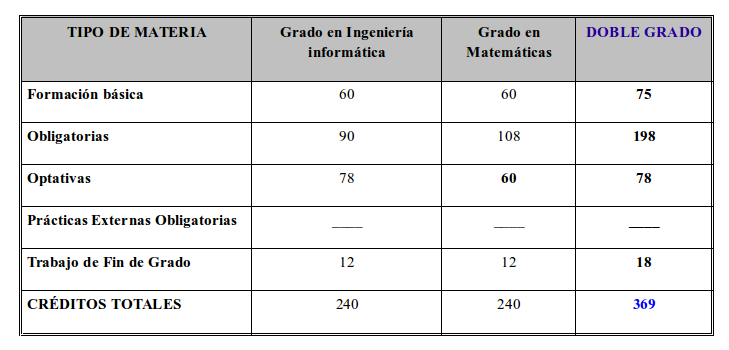 TIPO DE MATERIA Grado en Ingeniería informática Grado en Matemáticas DOBLE GRADO
Formación básica 60 60 75
Obligatorias 90 108 198
Optativas 78 60 78
Prácticas Externas Obligatorias ____ ____ ____
Trabajo de Fin de Grado 12 12 18
CRÉDITOS TOTALES 240 240 369